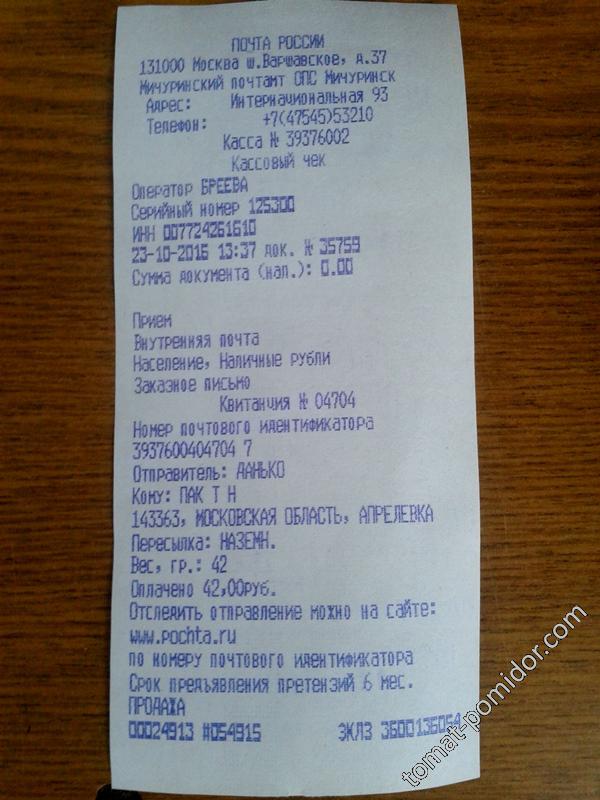 ПОЧТА РОССИИ
131000 Москва ш.Варшавское, д.37
Мичуринский почтамт ОПС Мичуринск
Адрес: Интернациональная 93
Телефон: +7(47545)53210
Касса № 39376002
Кассовый чек
Оператор БРЕЕВА
Серийный номер 125300
ИНН 007724261610
23-10-2016 13:37 док. № 35759
Сумма документа (нал.): 0.00
Прием
Внутренняя почта
Население, Наличные рубли
Заказное письмо
Квитанция № 04704
Номер почтового идентификатора
3937600404704 7
Отправитель: ДАНЬКО
Кому: ПАК Т Н
143363, МОСКОВСКАЯ ОБЛАСТЬ, АПРЕЛЕВКА
Пересылка: НАЗЕМН.
Вес, гр.: 42
Оплачено 42,00руб.
Отследить отправление можно на сайте:
www.pochta.ru
по номеру почтового идентификатора
Срок предъявления претензий 6 мес.
ПРОДАЖА
00024913 #054915 ЭКЛЗ 3600136054
tomat-pomidor.com